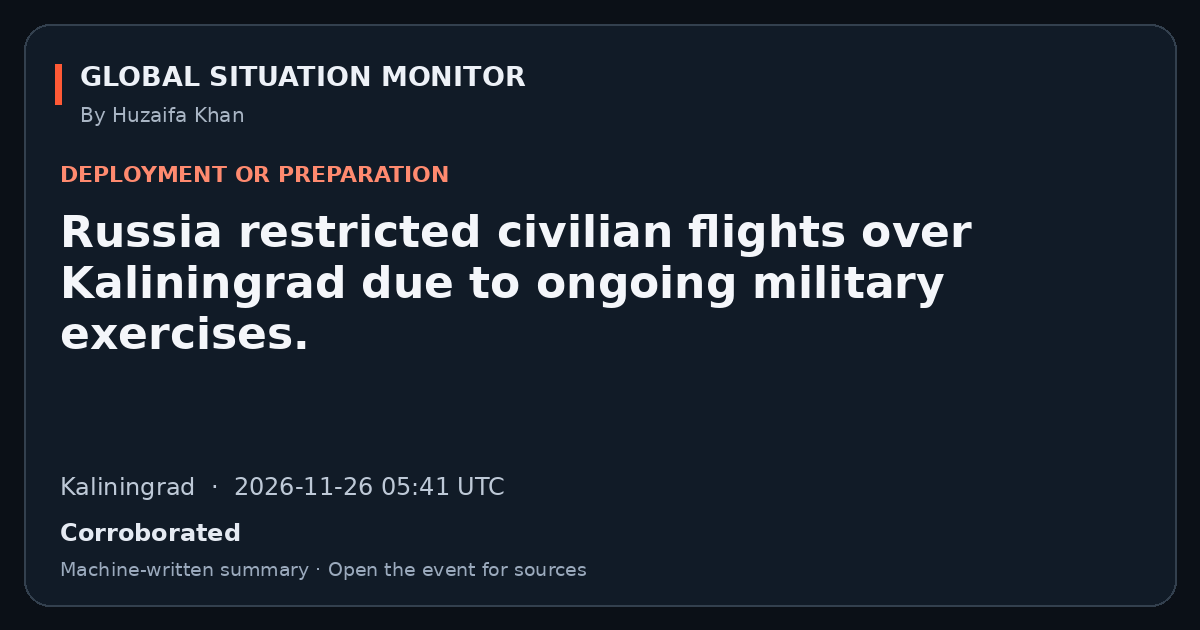 GLOBAL SITUATION MONITOR
By Huzaifa Khan
DEPLOYMENT OR PREPARATION
Russia restricted civilian flights over
Kaliningrad due to ongoing military
exercises.
Kaliningrad · 2026-11-26 05:41 UTC
Corroborated
Machine-written summary · Open the event for sources